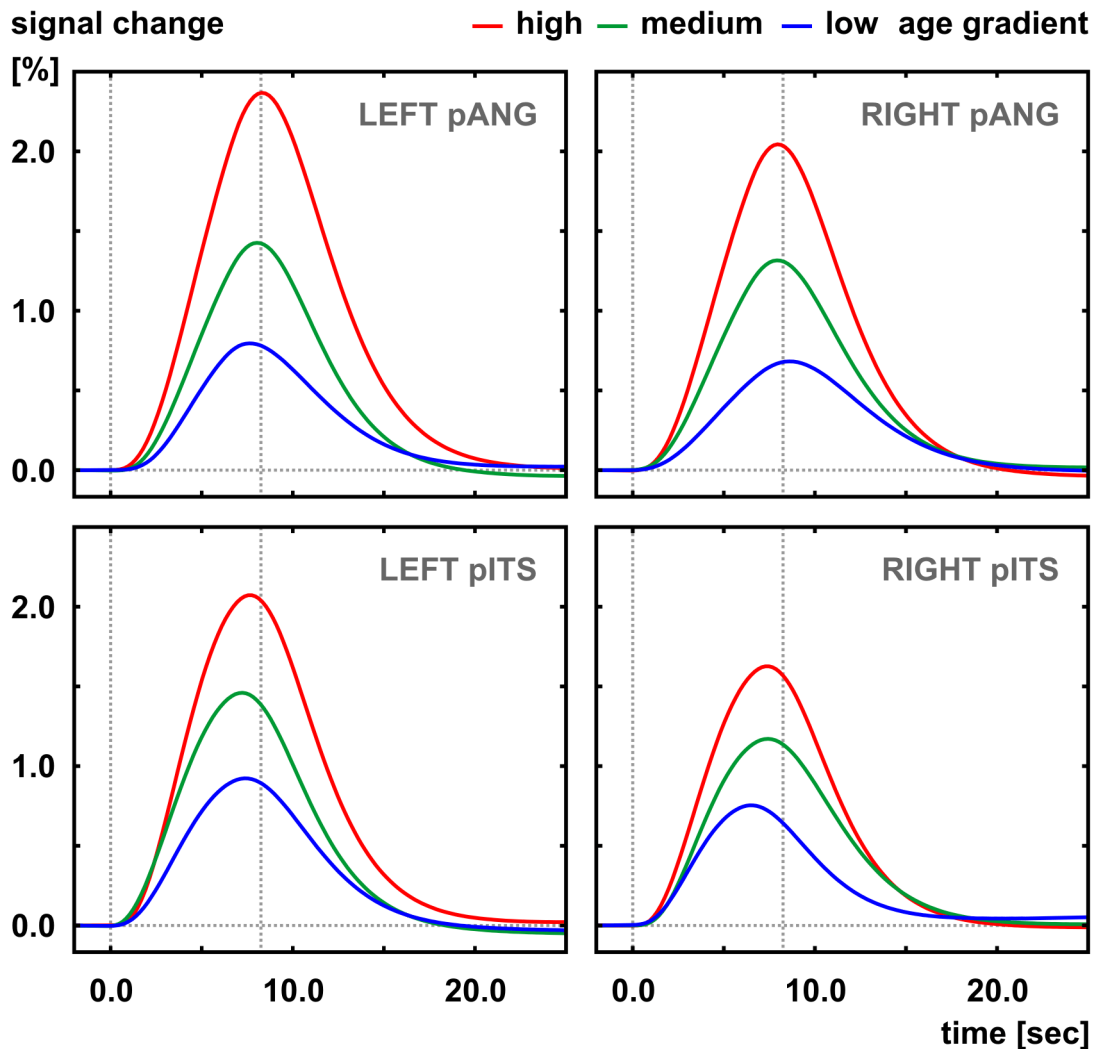 signal change high medium low age gradient
[%]
LEFT pANG RIGHT pANG
2.0
1.0
0.0
LEFT pITS RIGHT pITS
2.0
1.0
0.0
0.0 10.0 20.0 0.0 10.0 20.0
time [sec]